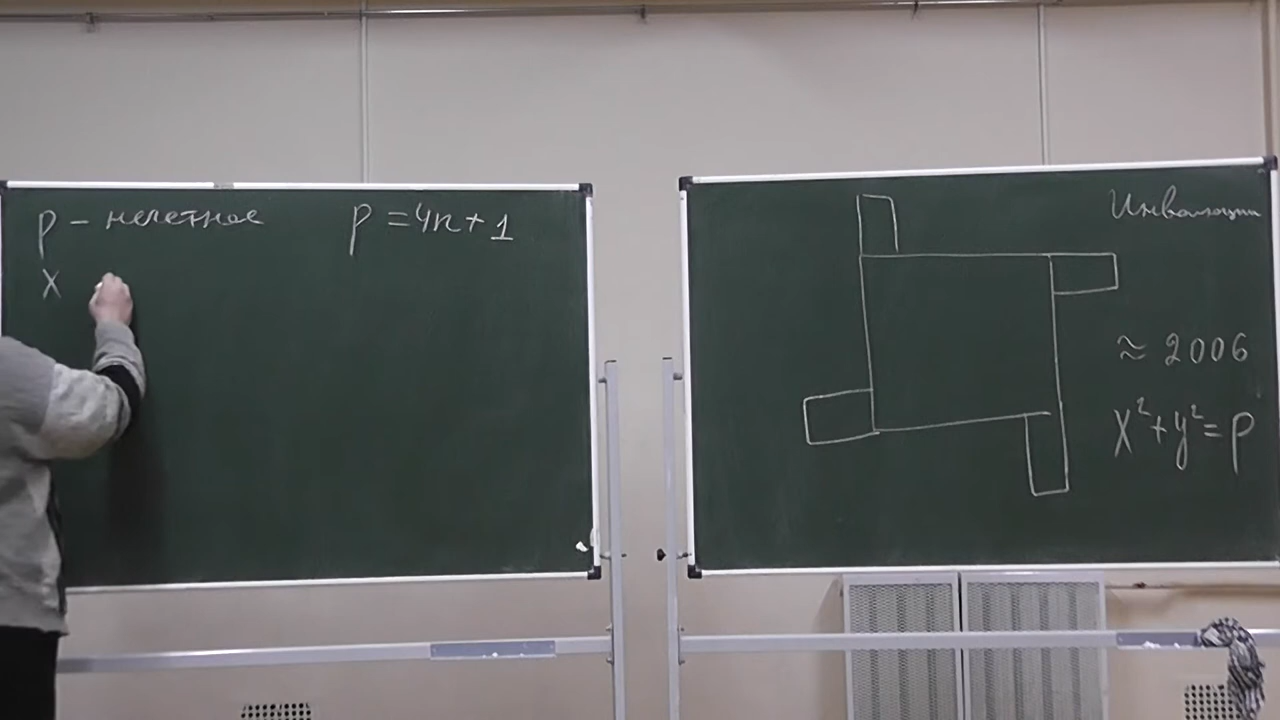 p - нечетное p = 4n + 1
X
Инволюции
≈ 2006
x² + y² = p